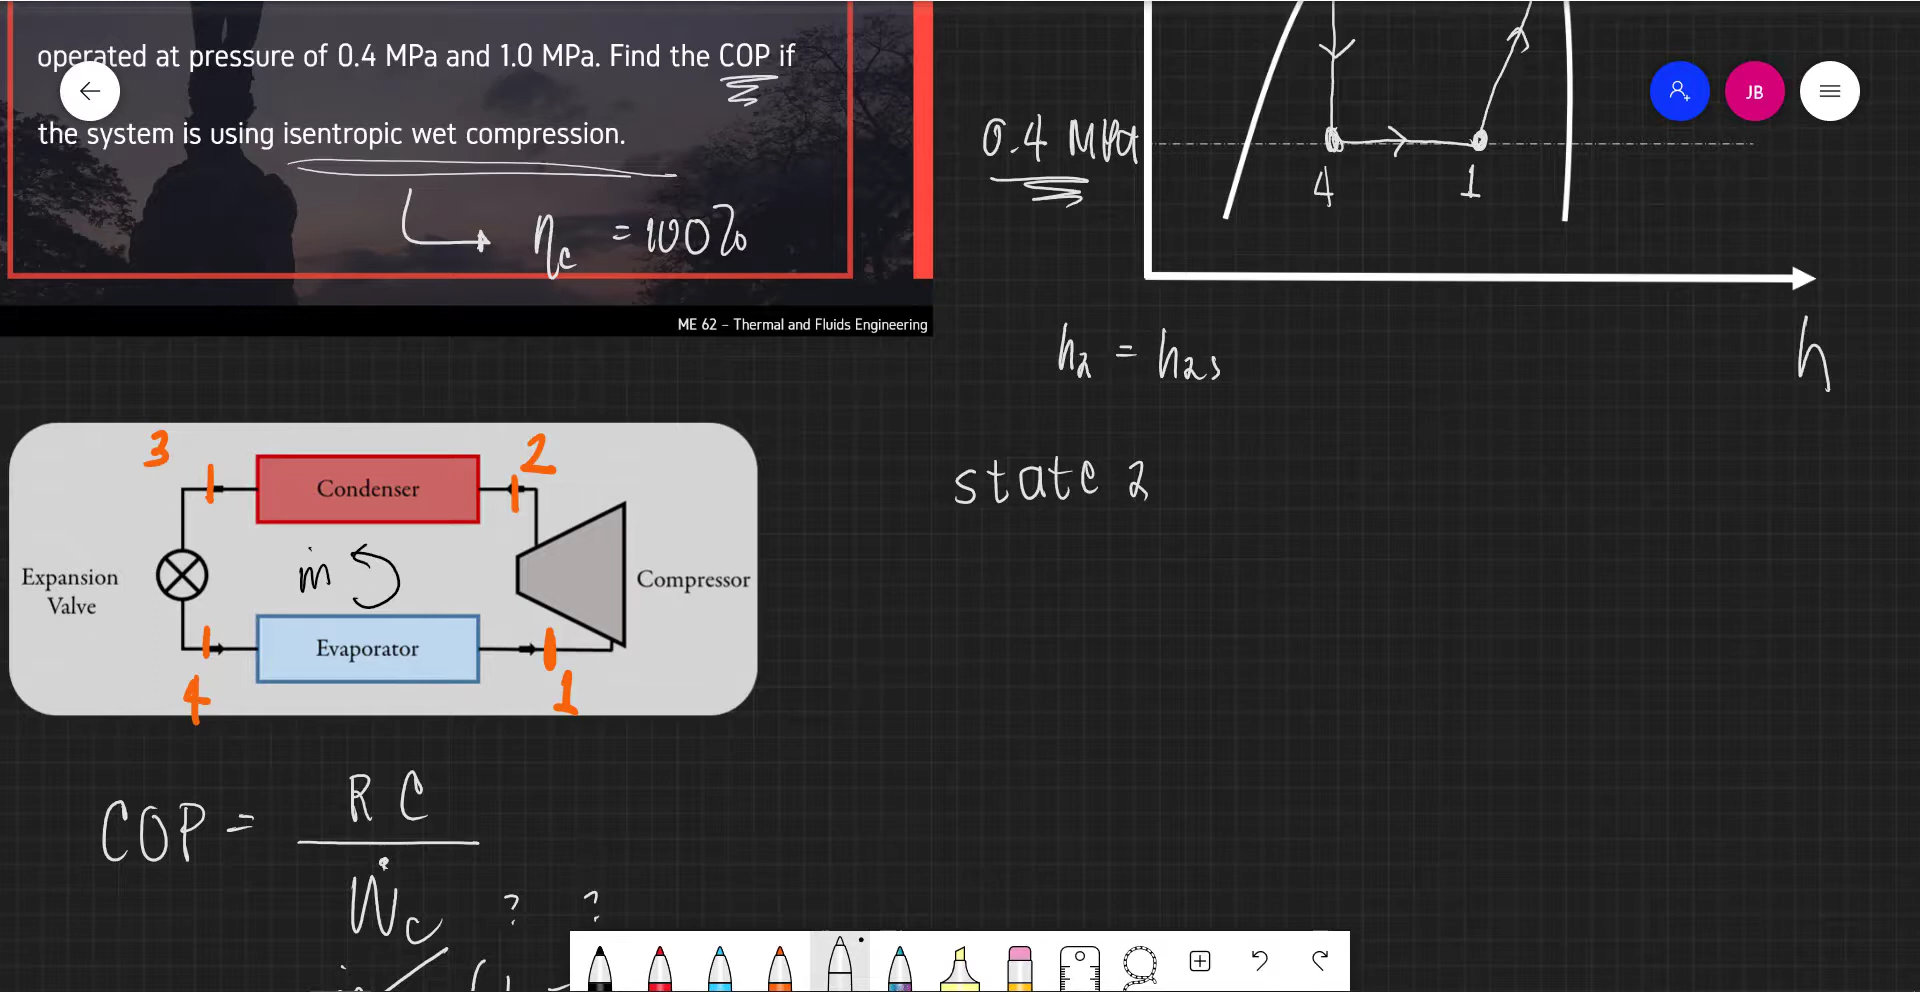 operated at pressure of 0.4 MPa and 1.0 MPa. Find the COP if
the system is using isentropic wet compression.
η_c = 100%
ME 62 – Thermal and Fluids Engineering
JB
0.4 MPa
4
1
h
h₂ = h₂ₛ
state 2
3
2
Condenser
ṁ
Expansion
Valve
Compressor
Evaporator
4
1
COP = RC
Ẇ_c
? ?